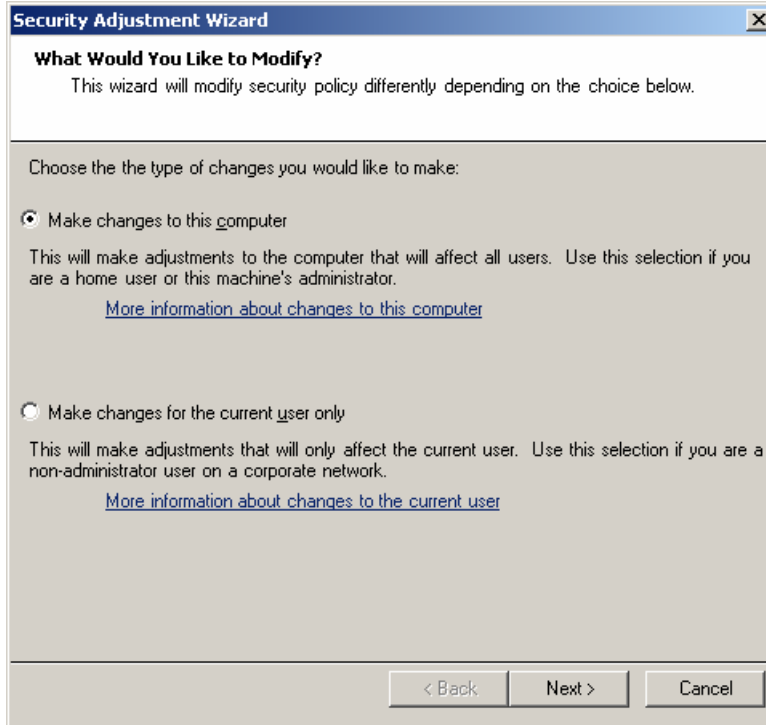 Security Adjustment Wizard
What Would You Like to Modify?
This wizard will modify security policy differently depending on the choice below.
Choose the the type of changes you would like to make:
Make changes to this computer
This will make adjustments to the computer that will affect all users. Use this selection if you
are a home user or this machine's administrator.
More information about changes to this computer
Make changes for the current user only
This will make adjustments that will only affect the current user. Use this selection if you are a
non-administrator user on a corporate network.
More information about changes to the current user
< Back Next > Cancel